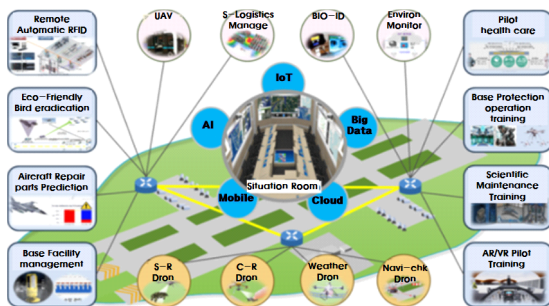 Remote
Automatic RFID
UAV
S-Logistics
Manage
BIO-ID
Environ
Monitor
Pilot
health care
IoT
Eco-Friendly
Bird eradication
AI
Big
Data
Base Protection
operation
training
Aircraft Repair
parts Prediction
Situation Room
Mobile
Cloud
Scientific
Maintenance
Training
Base Facility
management
S-R
Dron
C-R
Dron
Weather
Dron
Navi-chk
Dron
AR/VR Pilot
Training